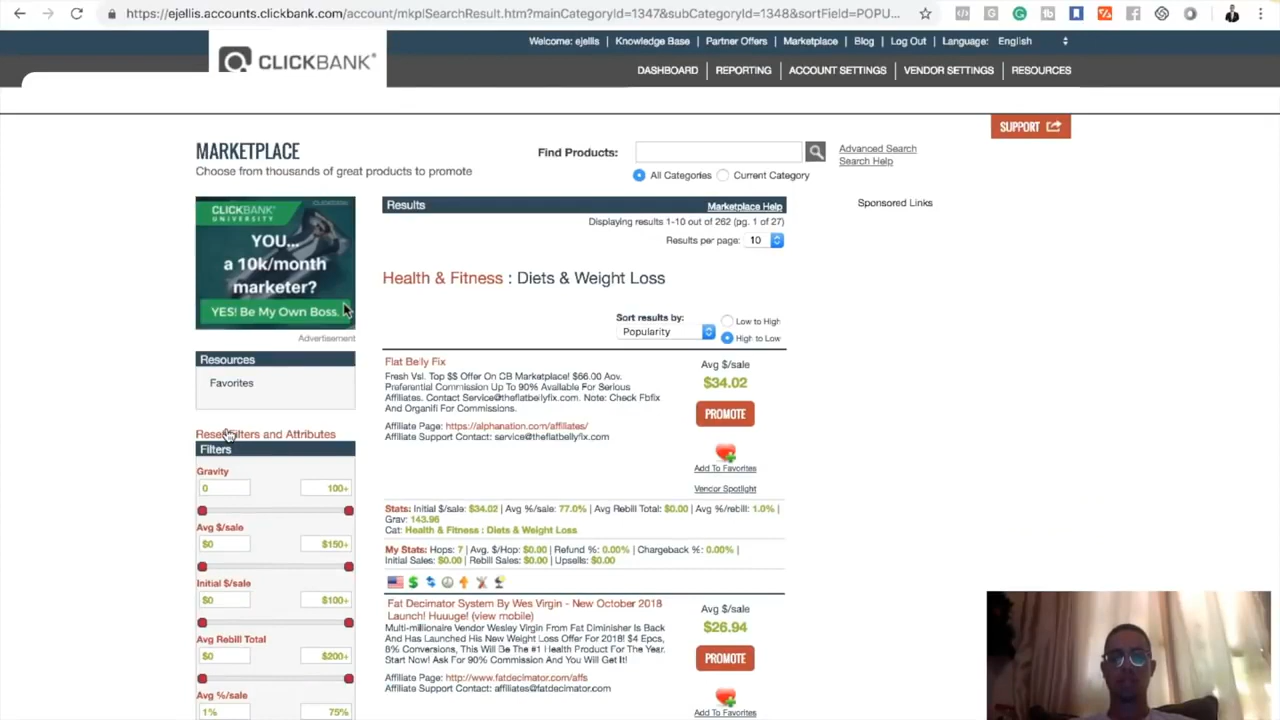 https://ejellis.accounts.clickbank.com/account/mkplSearchResult.htm?mainCategoryId=1347&subCategoryId=1348&sortField=POPU...
Welcome: ejellis | Knowledge Base | Partner Offers | Marketplace | Blog | Log Out | Language: English
CLICKBANK®
DASHBOARD | REPORTING | ACCOUNT SETTINGS | VENDOR SETTINGS | RESOURCES
SUPPORT
MARKETPLACE
Choose from thousands of great products to promote
Find Products:
Advanced Search
Search Help
All Categories Current Category
CLICKBANK UNIVERSITY
YOU...
a 10k/month
marketer?
YES! Be My Own Boss.
Advertisement
Resources
Favorites
Reset Filters and Attributes
Filters
Gravity
0 100+
Avg $/sale
$0 $150+
Initial $/sale
$0 $100+
Avg Rebill Total
$0 $200+
Avg %/sale
1% 75%
Results Marketplace Help
Displaying results 1-10 out of 262 (pg. 1 of 27)
Results per page: 10
Health & Fitness : Diets & Weight Loss
Sort results by:
Popularity
Low to High
High to Low
Flat Belly Fix
Fresh Vsl. Top $$ Offer On CB Marketplace! $66.00 Aov.
Preferential Commission Up To 90% Available For Serious
Affiliates. Contact Service@theflatbellyfix.com. Note: Check Fbfix
And Organifi For Commissions.
Affiliate Page: https://alphanation.com/affiliates/
Affiliate Support Contact: service@theflatbellyfix.com
Avg $/sale
$34.02
PROMOTE
Add To Favorites
Vendor Spotlight
Stats: Initial $/sale: $34.02 | Avg %/sale: 77.0% | Avg Rebill Total: $0.00 | Avg %/rebill: 1.0% |
Grav: 143.96
Cat: Health & Fitness : Diets & Weight Loss
My Stats: Hops: 7 | Avg. $/Hop: $0.00 | Refund %: 0.00% | Chargeback %: 0.00% |
Initial Sales: $0.00 | Rebill Sales: $0.00 | Upsells: $0.00
Fat Decimator System By Wes Virgin - New October 2018
Launch! Huuuge! (view mobile)
Multi-millionaire Vendor Wesley Virgin From Fat Diminisher Is Back
And Has Launched His New Weight Loss Offer For 2018! $4 Epcs,
8% Conversions, This Will Be The #1 Health Product For The Year.
Start Now! Ask For 90% Commission And You Will Get It!
Affiliate Page: http://www.fatdecimator.com/affs
Affiliate Support Contact: affiliates@fatdecimator.com
Avg $/sale
$26.94
PROMOTE
Add To Favorites
Sponsored Links